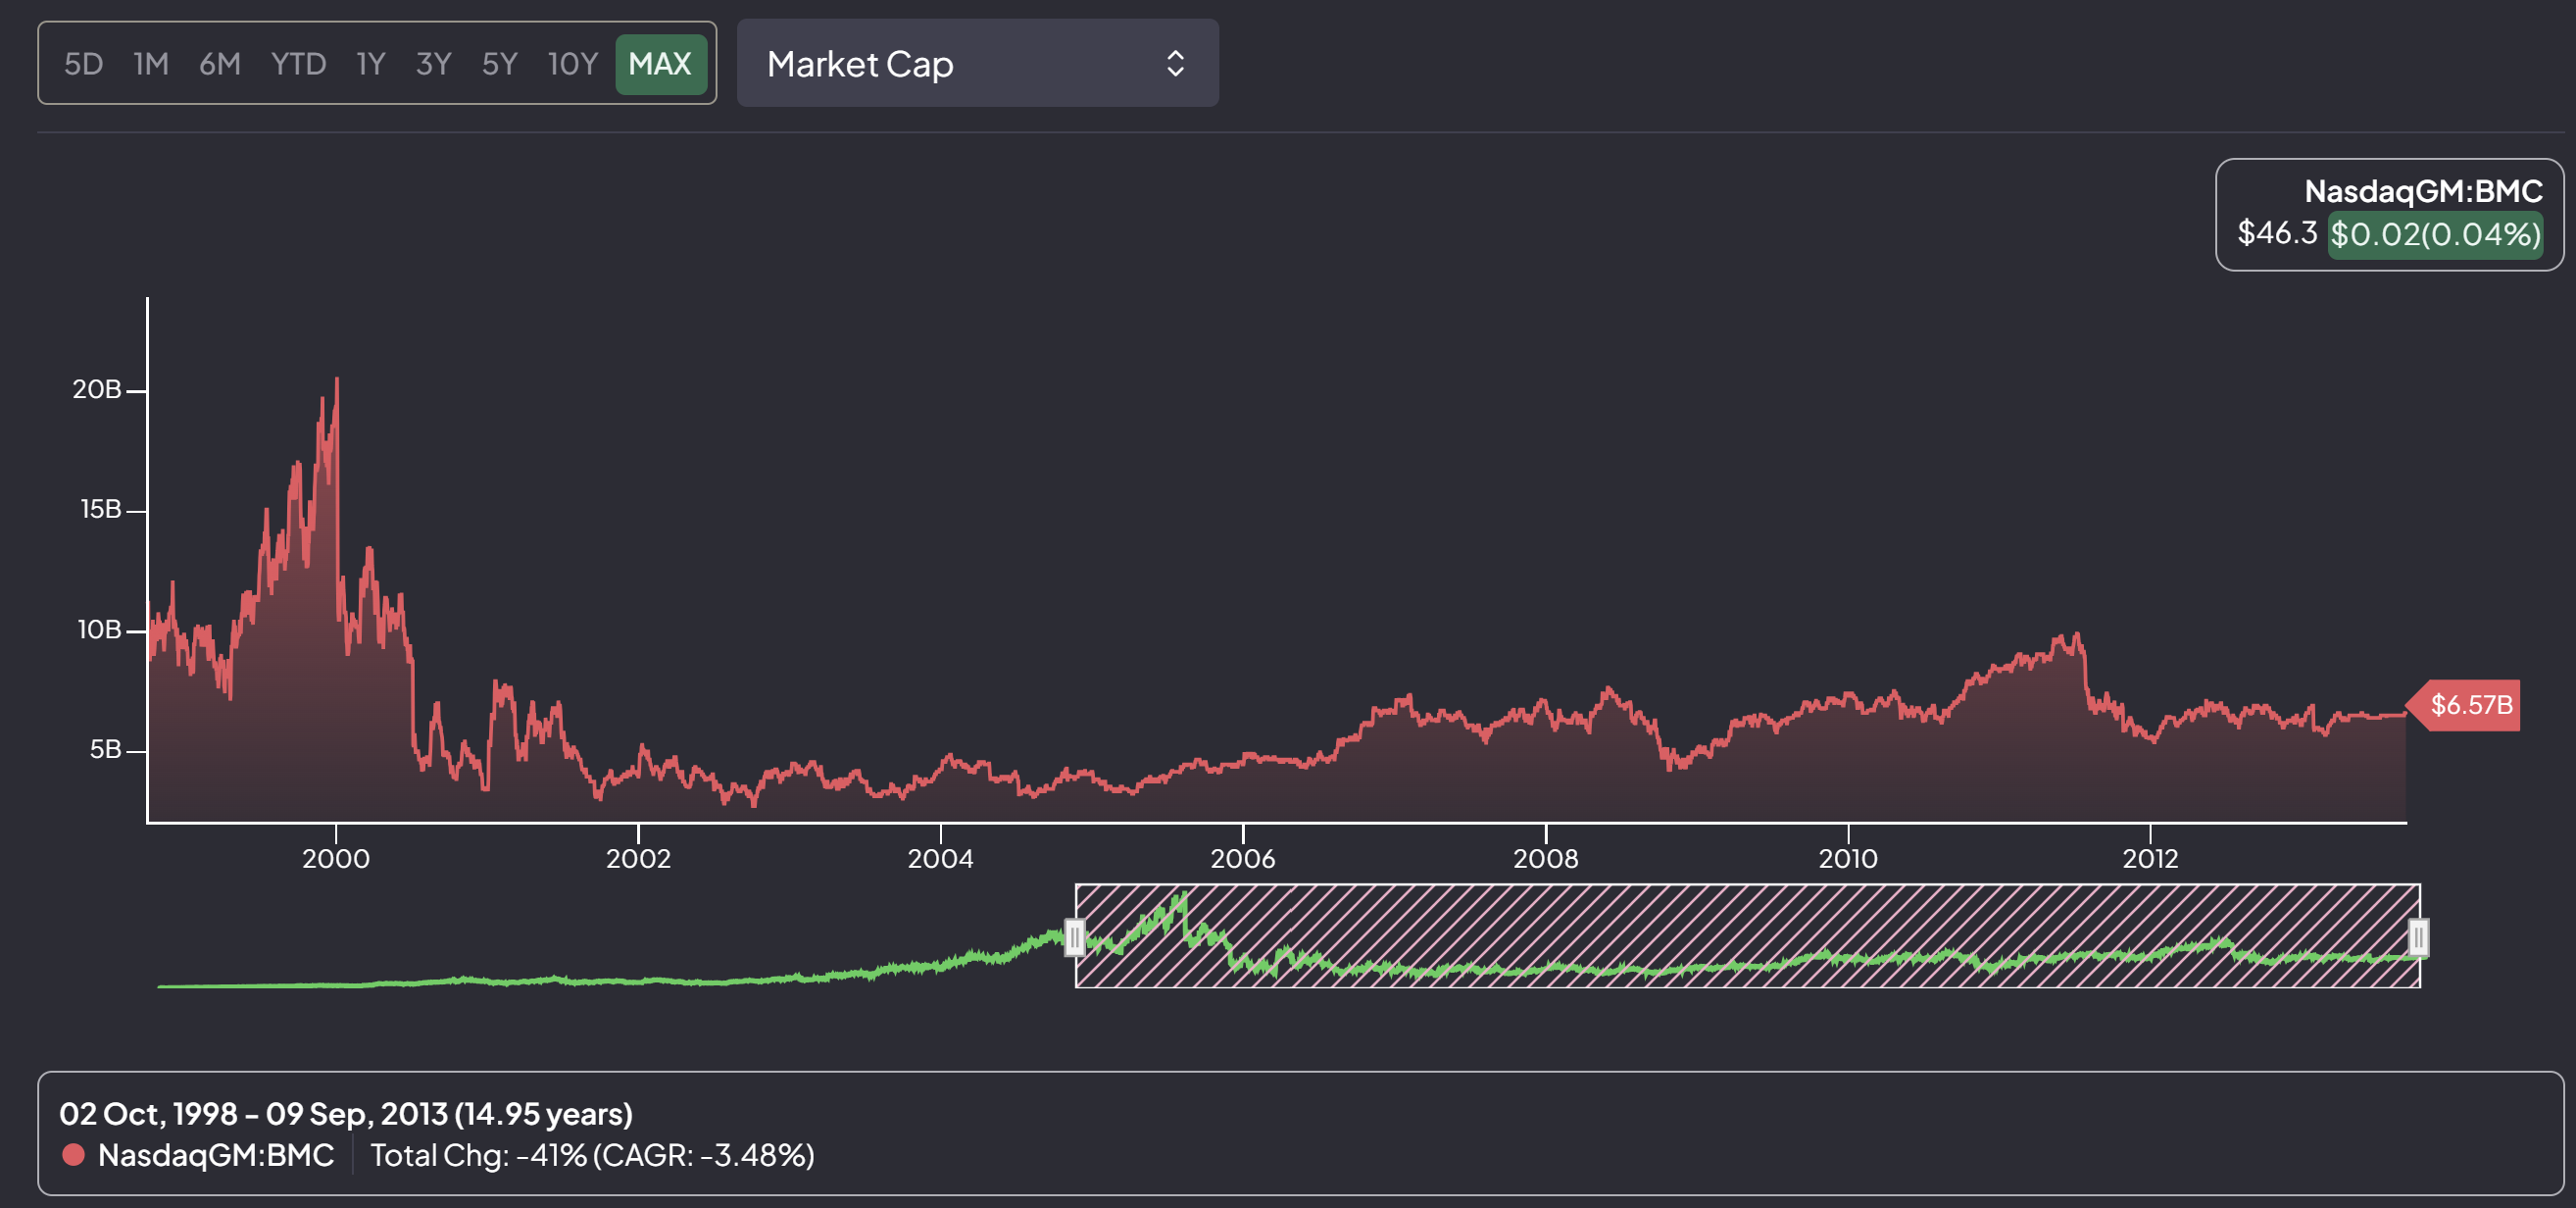 5D 1M 6M YTD 1Y 3Y 5Y 10Y MAX Market Cap
NasdaqGM:BMC
$46.3 $0.02(0.04%)
20B
15B
10B
5B
$6.57B
2000 2002 2004 2006 2008 2010 2012
02 Oct, 1998 - 09 Sep, 2013 (14.95 years)
NasdaqGM:BMC Total Chg: -41% (CAGR: -3.48%)